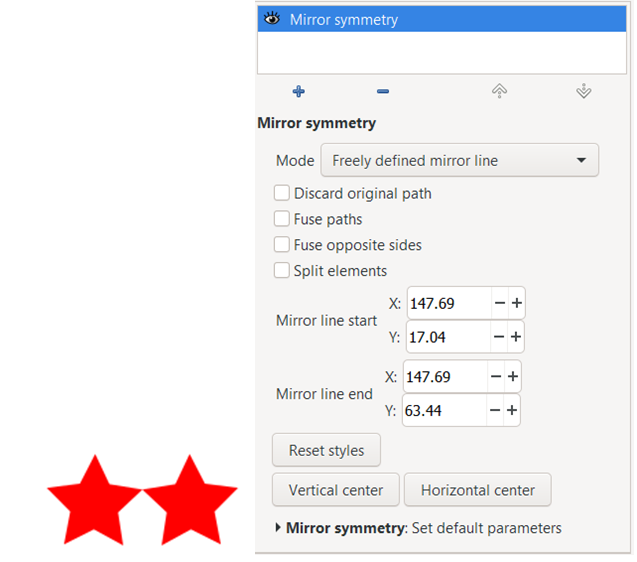 Mirror symmetry
Mirror symmetry
Mode Freely defined mirror line
Discard original path
Fuse paths
Fuse opposite sides
Split elements
Mirror line start X: 147.69
Y: 17.04
Mirror line end X: 147.69
Y: 63.44
Reset styles
Vertical center Horizontal center
Mirror symmetry: Set default parameters